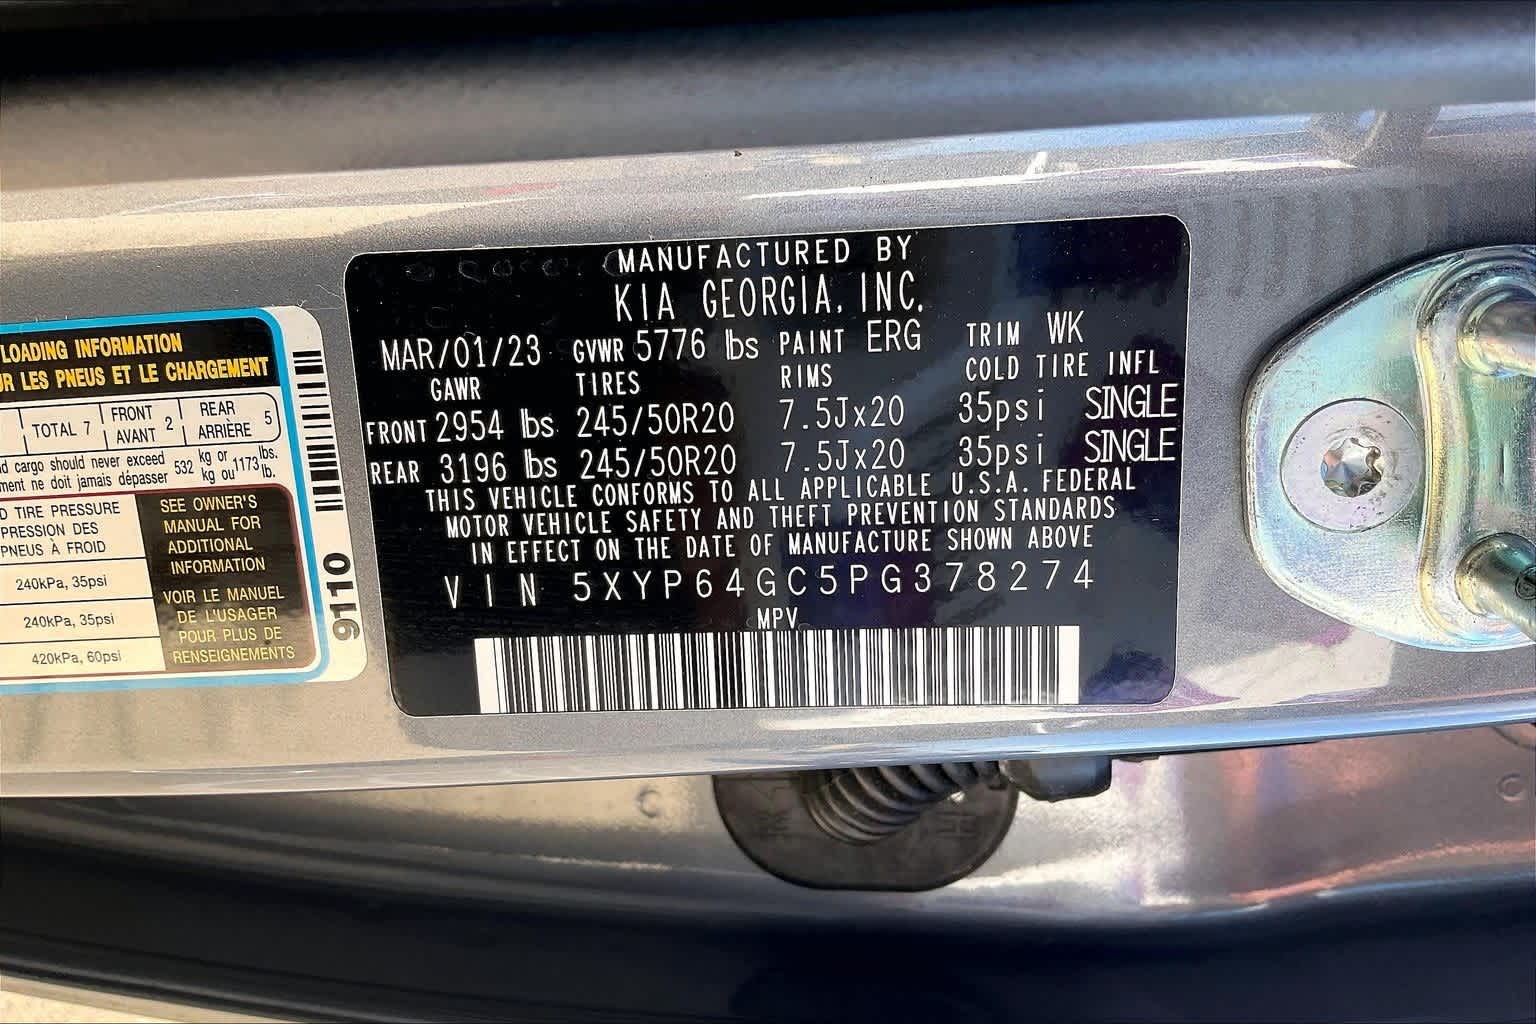 LOADING INFORMATION
R LES PNEUS ET LE CHARGEMENT
TOTAL 7
FRONT
AVANT 2
REAR
ARRIÈRE 5
cargo should never exceed 532 kg or 1173 lbs.
ne doit jamais dépasser kg ou lb.
TIRE PRESSURE
PRESSION DES
PNEUS À FROID
240kPa, 35psi
240kPa, 35psi
420kPa, 60psi
SEE OWNER'S
MANUAL FOR
ADDITIONAL
INFORMATION
VOIR LE MANUEL
DE L'USAGER
POUR PLUS DE
RENSEIGNEMENTS
9110
MANUFACTURED BY
KIA GEORGIA, INC.
MAR/01/23 GVWR 5776 lbs PAINT ERG TRIM WK
GAWR TIRES RIMS COLD TIRE INFL
FRONT 2954 lbs 245/50R20 7.5Jx20 35psi SINGLE
REAR 3196 lbs 245/50R20 7.5Jx20 35psi SINGLE
THIS VEHICLE CONFORMS TO ALL APPLICABLE U.S.A. FEDERAL
MOTOR VEHICLE SAFETY AND THEFT PREVENTION STANDARDS
IN EFFECT ON THE DATE OF MANUFACTURE SHOWN ABOVE
VIN 5XYP64GC5PG378274
MPV